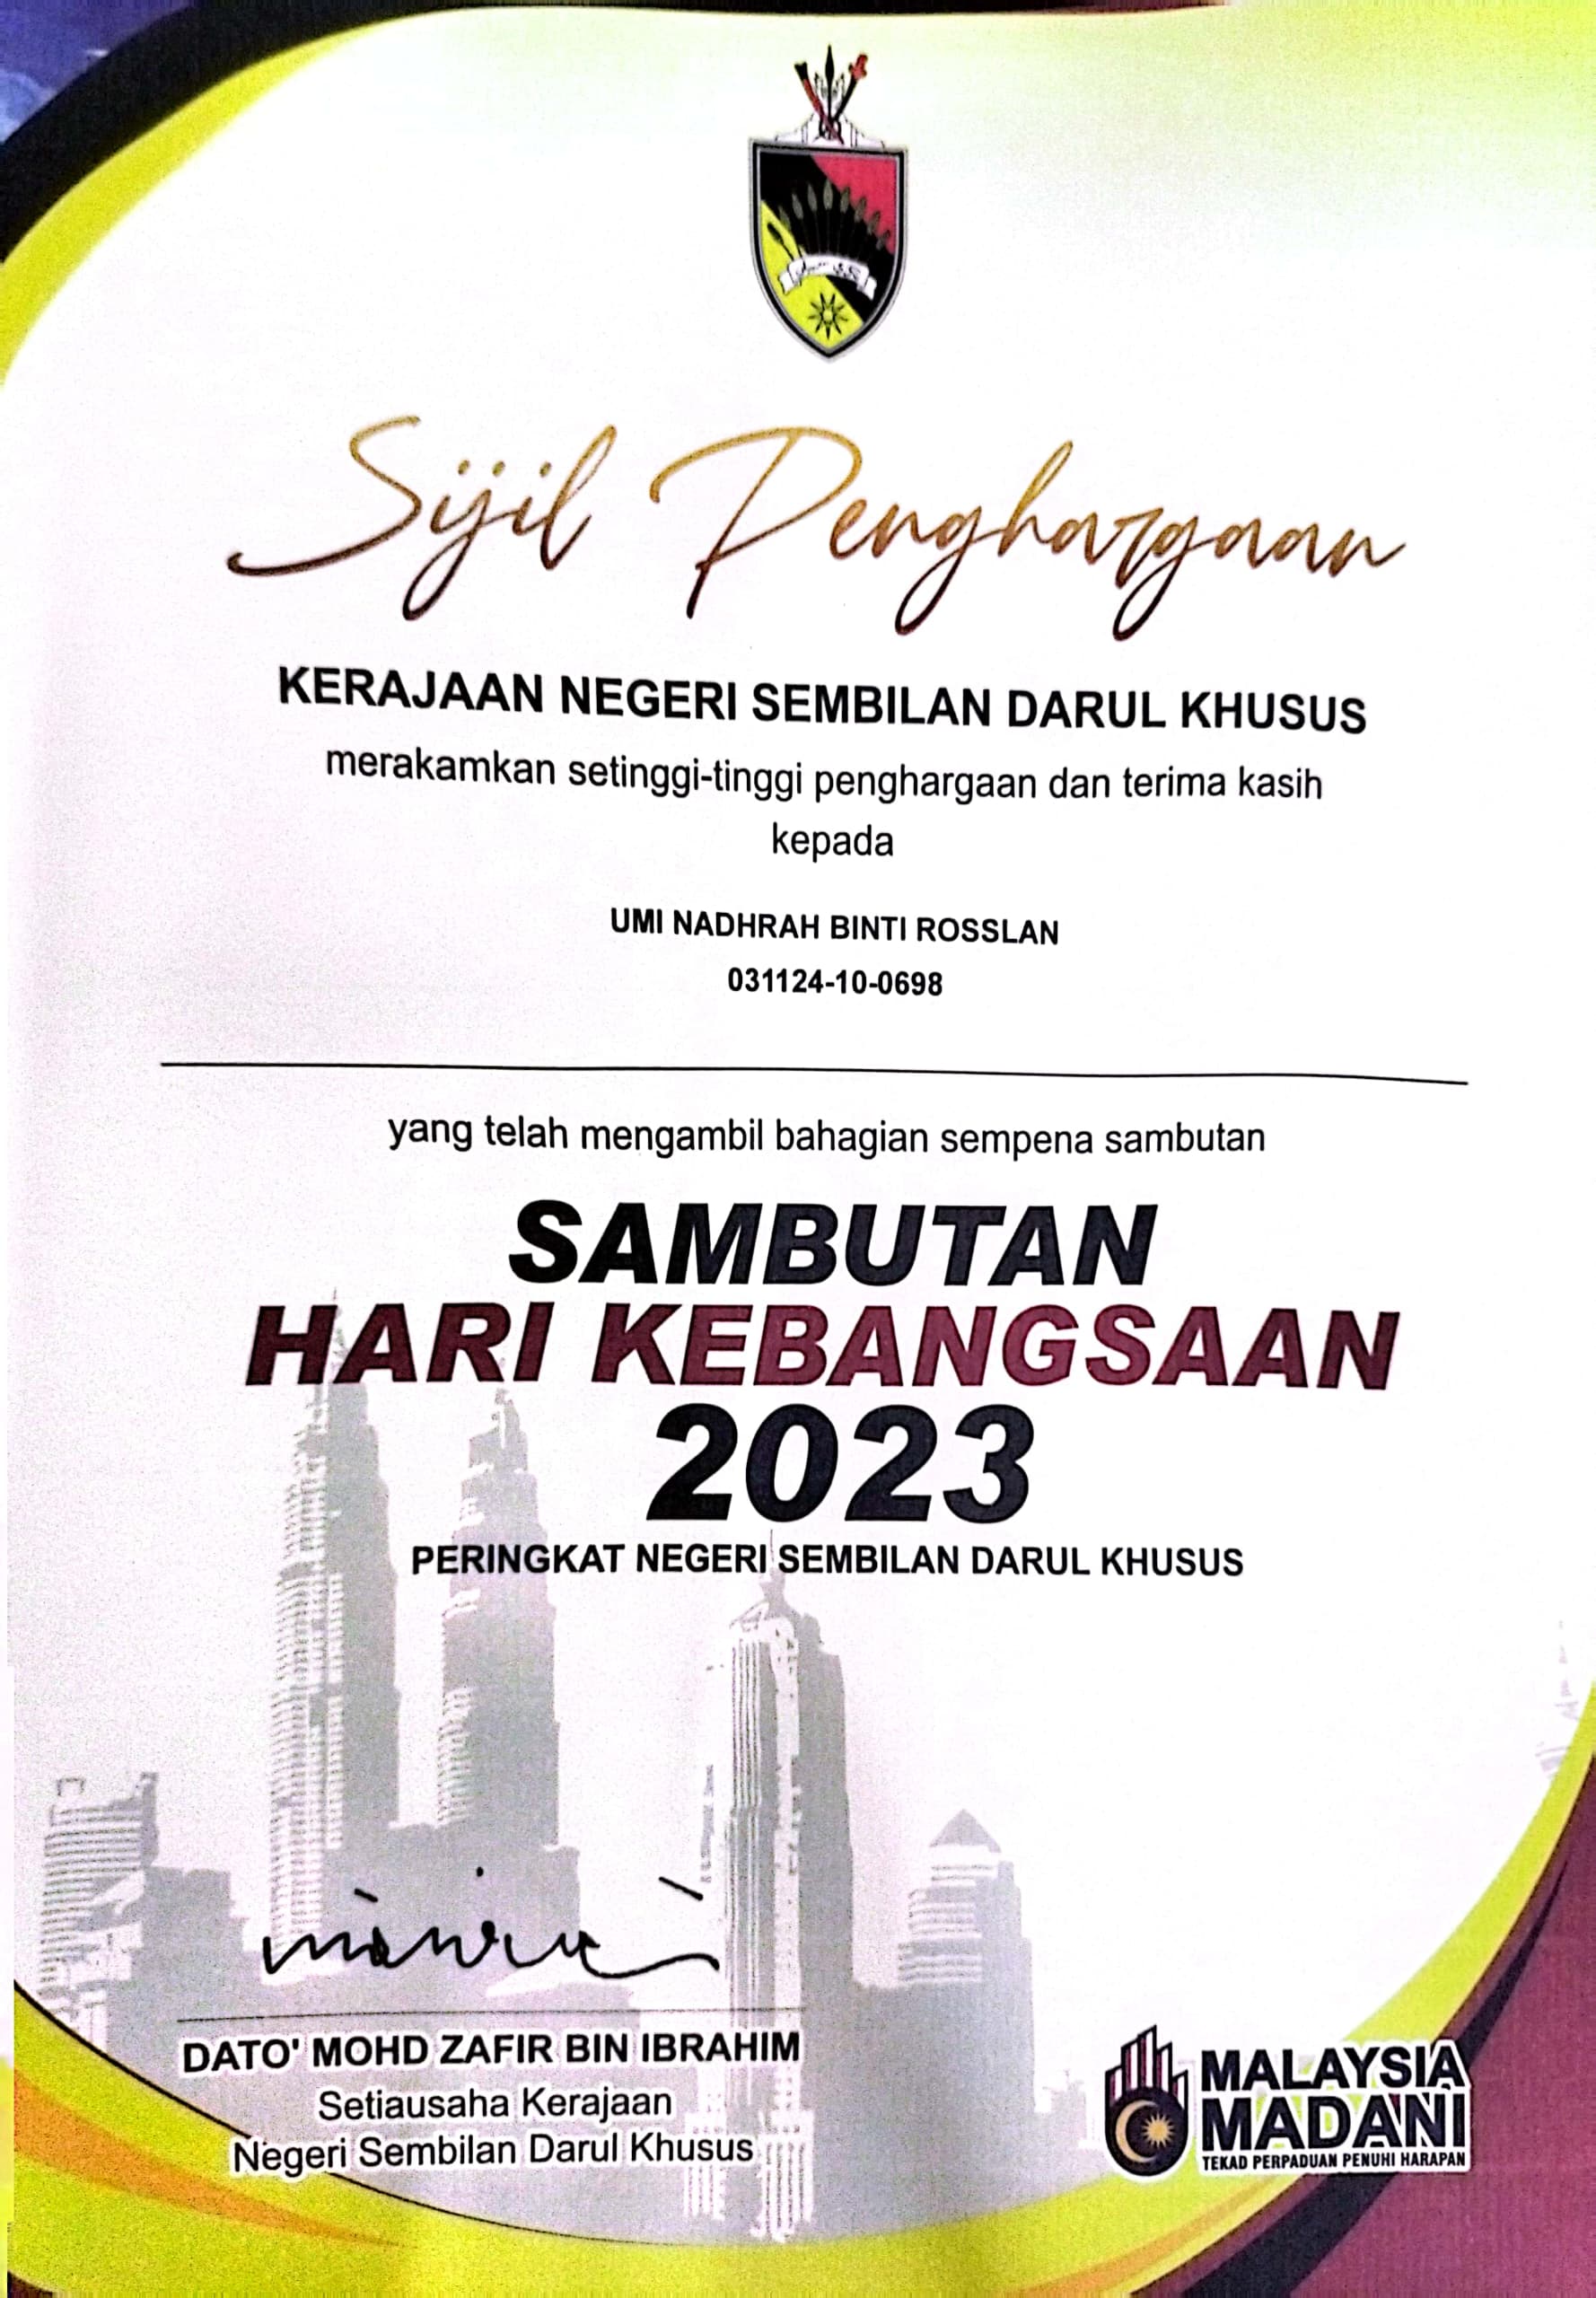 Sijil Penghargaan
KERAJAAN NEGERI SEMBILAN DARUL KHUSUS
merakamkan setinggi-tinggi penghargaan dan terima kasih
kepada
UMI NADHRAH BINTI ROSSLAN
031124-10-0698
yang telah mengambil bahagian sempena sambutan
SAMBUTAN
HARI KEBANGSAAN
2023
PERINGKAT NEGERI SEMBILAN DARUL KHUSUS
DATO' MOHD ZAFIR BIN IBRAHIM
Setiausaha Kerajaan
Negeri Sembilan Darul Khusus
MALAYSIA
MADANI
TEKAD PERPADUAN PENUHI HARAPAN